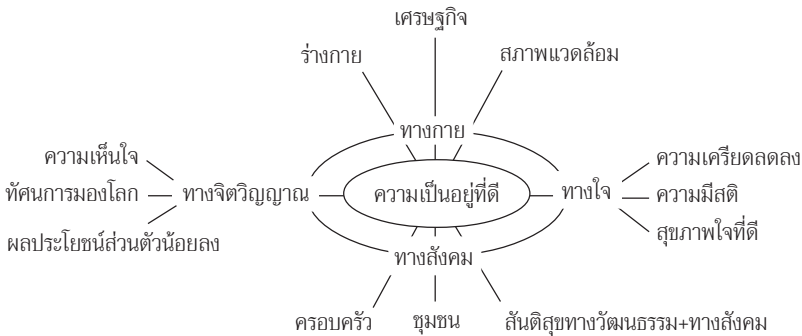 เศรษฐกิจ
ร่างกาย
สภาพแวดล้อม
ทางกาย
ความเห็นใจ
ทัศนการมองโลก
ผลประโยชน์ส่วนตัวน้อยลง
ทางจิตวิญญาณ
ความเป็นอยู่ที่ดี
ทางใจ
ความเครียดลดลง
ความมีสติ
สุขภาพใจที่ดี
ทางสังคม
ครอบครัว
ชุมชน
สันติสุขทางวัฒนธรรม+ทางสังคม